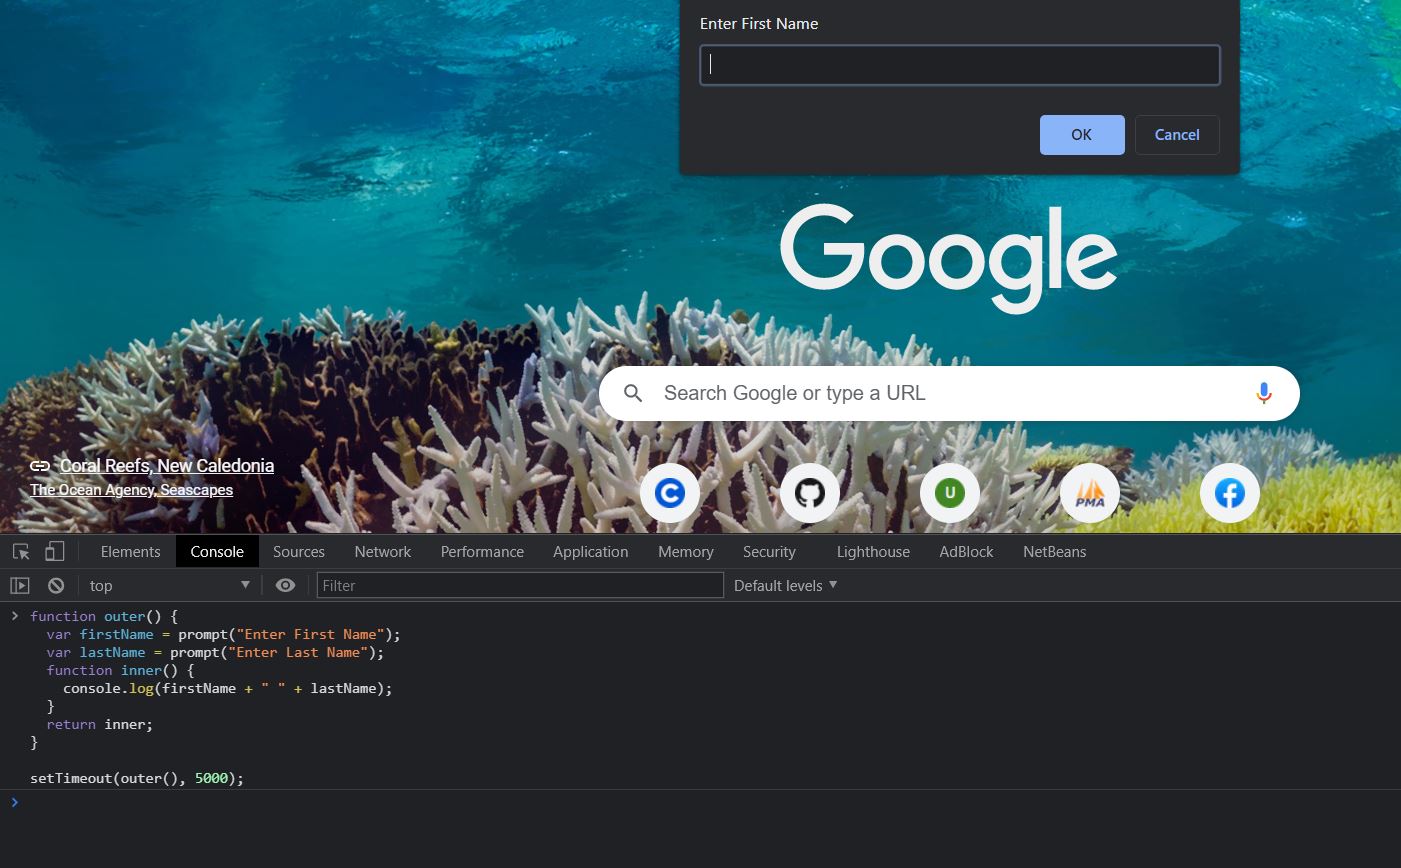 Enter First Name
OK
Cancel
Google
Search Google or type a URL
Coral Reefs, New Caledonia
The Ocean Agency, Seascapes
C
U
PMA
f
Elements Console Sources Network Performance Application Memory Security Lighthouse AdBlock NetBeans
top Filter Default levels
function outer() {
  var firstName = prompt("Enter First Name");
  var lastName = prompt("Enter Last Name");
  function inner() {
    console.log(firstName + " " + lastName);
  }
  return inner;
}
setTimeout(outer(), 5000);